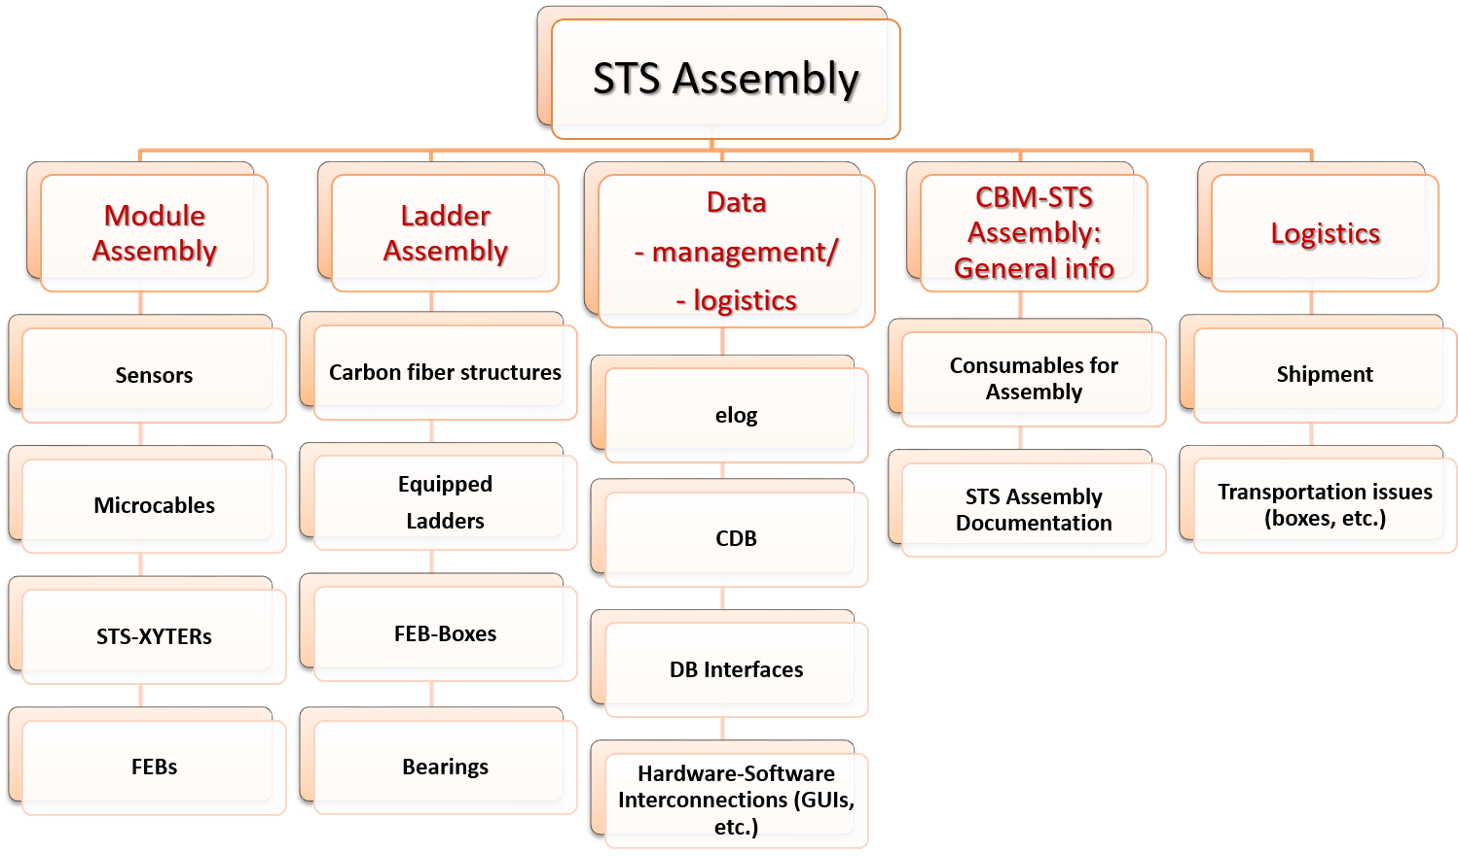 STS Assembly
Module
Assembly
Sensors
Microcables
STS-XYTERs
FEBs
Ladder
Assembly
Carbon fiber structures
Equipped
Ladders
FEB-Boxes
Bearings
Data
- management/
- logistics
elog
CDB
DB Interfaces
Hardware-Software
Interconnections (GUIs,
etc.)
CBM-STS
Assembly:
General info
Consumables for
Assembly
STS Assembly
Documentation
Logistics
Shipment
Transportation issues
(boxes, etc.)